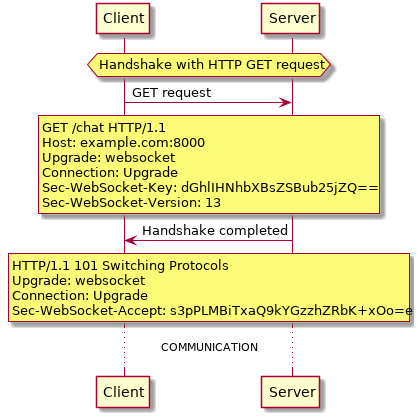 Client Server
Handshake with HTTP GET request
GET request
GET /chat HTTP/1.1
Host: example.com:8000
Upgrade: websocket
Connection: Upgrade
Sec-WebSocket-Key: dGhlIHNhbXBsZSBub25jZQ==
Sec-WebSocket-Version: 13
Handshake completed
HTTP/1.1 101 Switching Protocols
Upgrade: websocket
Connection: Upgrade
Sec-WebSocket-Accept: s3pPLMBiTxaQ9kYGzzhZRbK+xOo=e
COMMUNICATION
Client Server